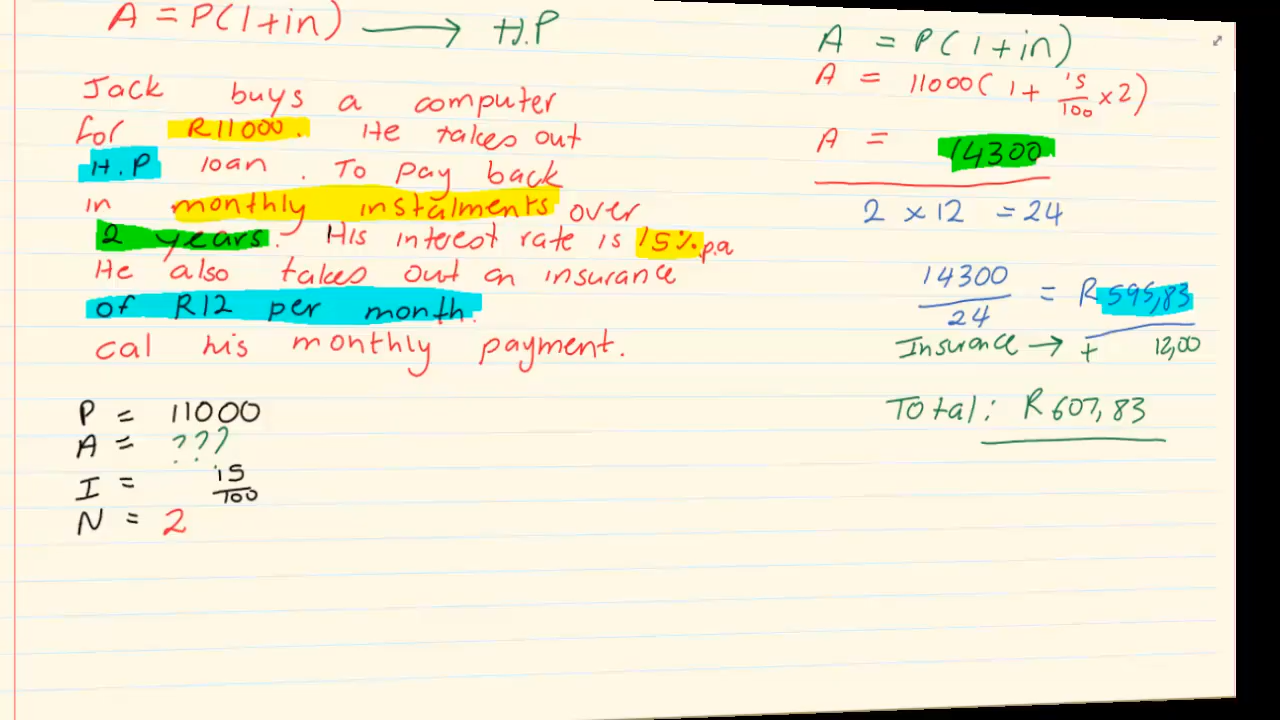 A = P(1+in) → H.P
Jack buys a computer
for R11000. He takes out
H.P loan. To pay back
in monthly instalments over
2 years. His interest rate is 15% p.a
He also takes out an insurance
of R12 per month.
cal his monthly payment.
P = 11000
A = ???
I = 15/100
N = 2
A = P(1+in)
A = 11000(1 + 15/100 × 2)
A = 14300
2 × 12 = 24
14300/24 = R595,83
Insurance → + 12,00
Total: R607,83